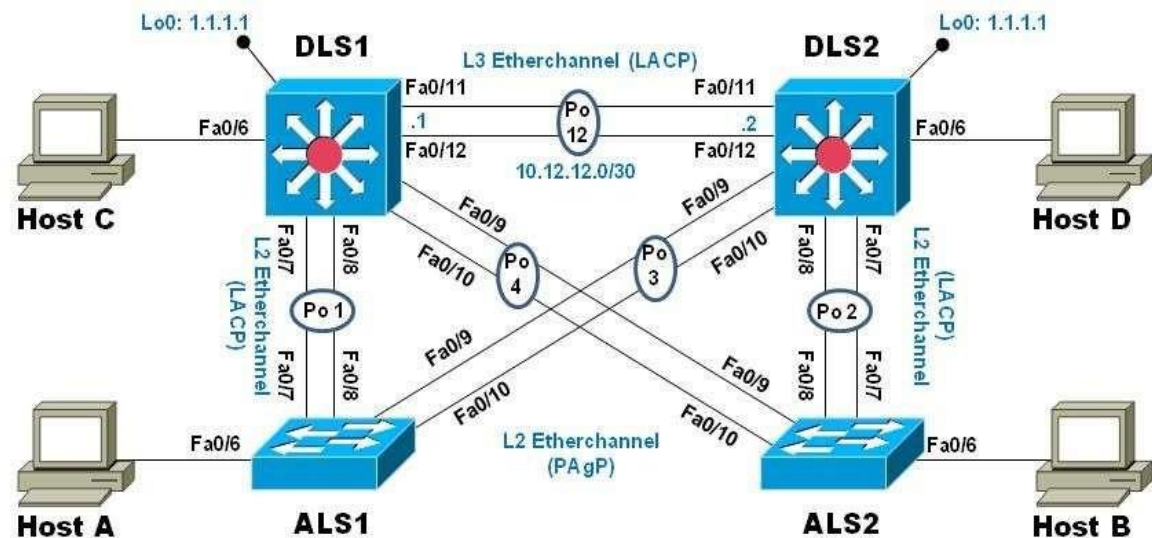 Lo0: 1.1.1.1
Lo0: 1.1.1.1
DLS1
DLS2
L3 Etherchannel (LACP)
Fa0/11
Fa0/11
Po
12
Fa0/6
.1
.2
Fa0/6
Fa0/12
Fa0/12
10.12.12.0/30
Host C
Host D
Fa0/9
Fa0/9
Fa0/10
Fa0/10
Po
4
Po
3
Fa0/7
Fa0/8
Fa0/8
Fa0/7
L2 Etherchannel
(LACP)
(LACP)
L2 Etherchannel
Po 1
Po 2
Fa0/7
Fa0/8
Fa0/8
Fa0/7
Fa0/9
Fa0/10
Fa0/9
Fa0/10
L2 Etherchannel
(PAgP)
Fa0/6
Fa0/6
Host A
ALS1
ALS2
Host B